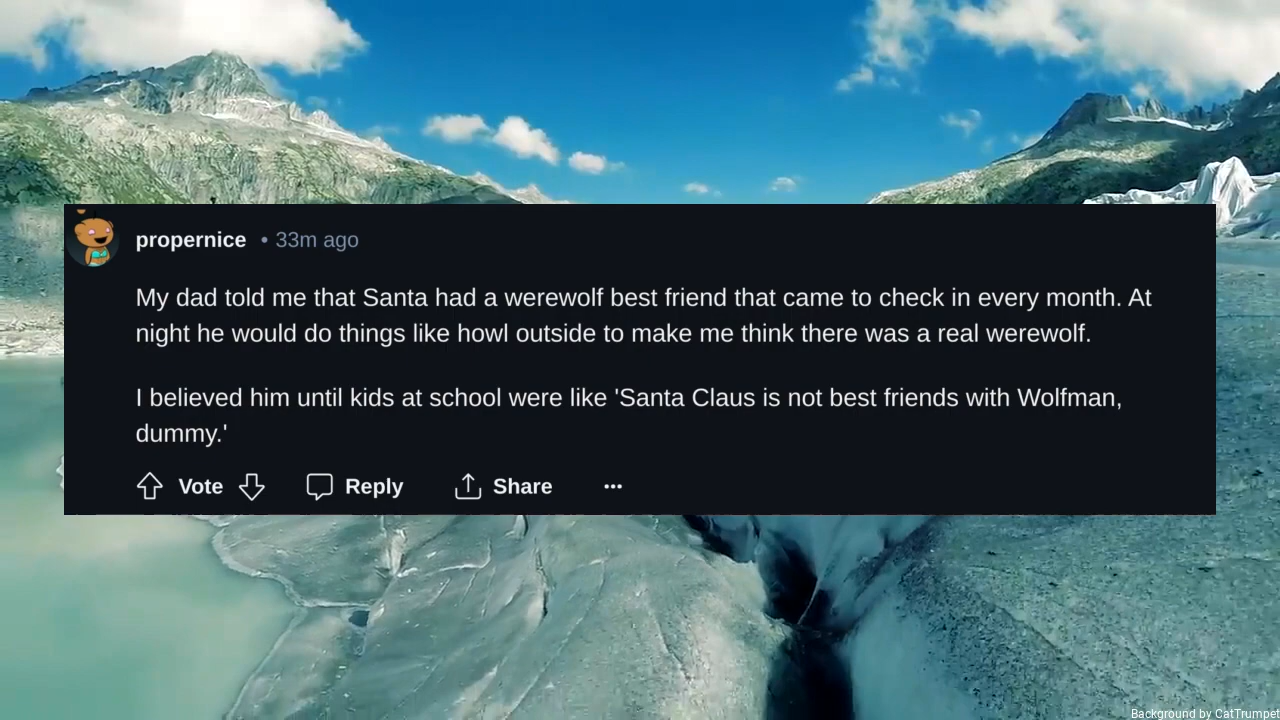 propernice • 33m ago
My dad told me that Santa had a werewolf best friend that came to check in every month. At
night he would do things like howl outside to make me think there was a real werewolf.
I believed him until kids at school were like 'Santa Claus is not best friends with Wolfman,
dummy.'
Vote Reply Share ...
Background by CatTrumpet